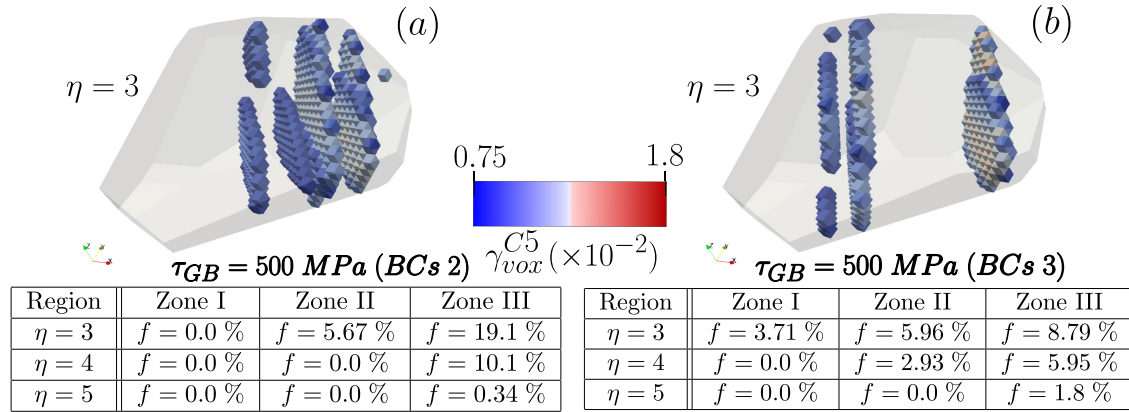 (a)
η = 3
(b)
η = 3
0.75 1.8
γ_{vox}^{C5}(×10^{-2})
τ_{GB} = 500 MPa (BCs 2)
Region Zone I Zone II Zone III
η = 3 f = 0.0 % f = 5.67 % f = 19.1 %
η = 4 f = 0.0 % f = 0.0 % f = 10.1 %
η = 5 f = 0.0 % f = 0.0 % f = 0.34 %
τ_{GB} = 500 MPa (BCs 3)
Region Zone I Zone II Zone III
η = 3 f = 3.71 % f = 5.96 % f = 8.79 %
η = 4 f = 0.0 % f = 2.93 % f = 5.95 %
η = 5 f = 0.0 % f = 0.0 % f = 1.8 %